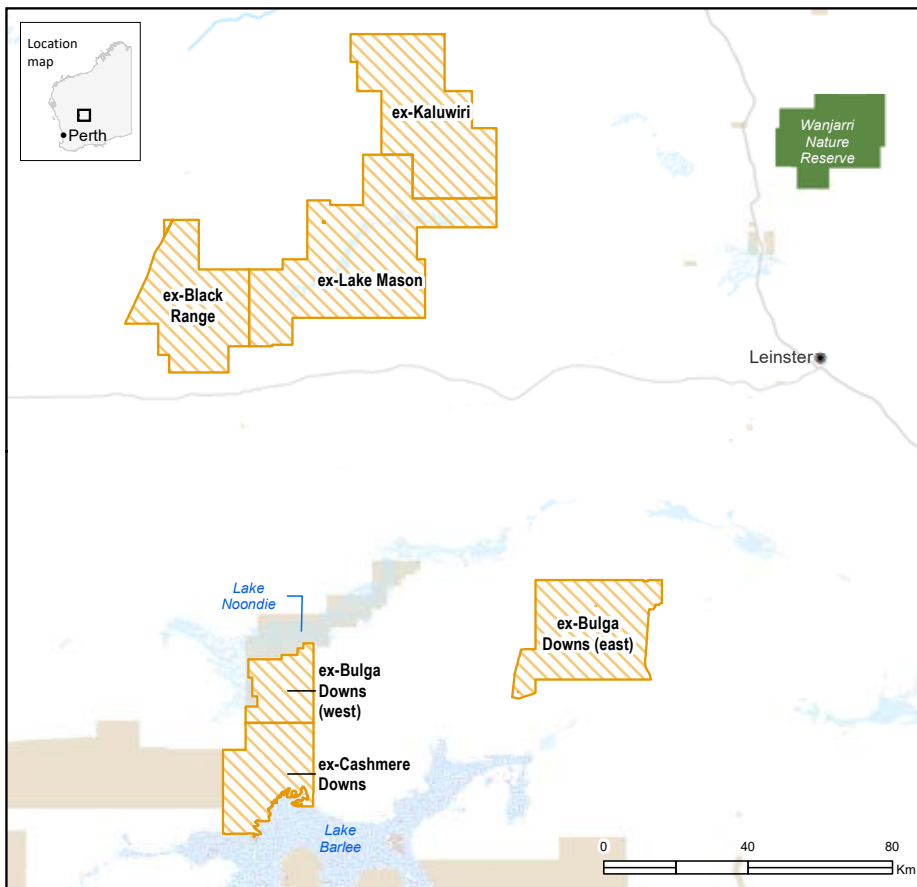 Location
map
Perth
ex-Kaluwiri
Wanjarri
Nature
Reserve
ex-Lake Mason
ex-Black
Range
Leinster
Lake
Noondie
ex-Bulga
Downs (east)
ex-Bulga
Downs
(west)
ex-Cashmere
Downs
Lake
Barlee
0
40
80
Km